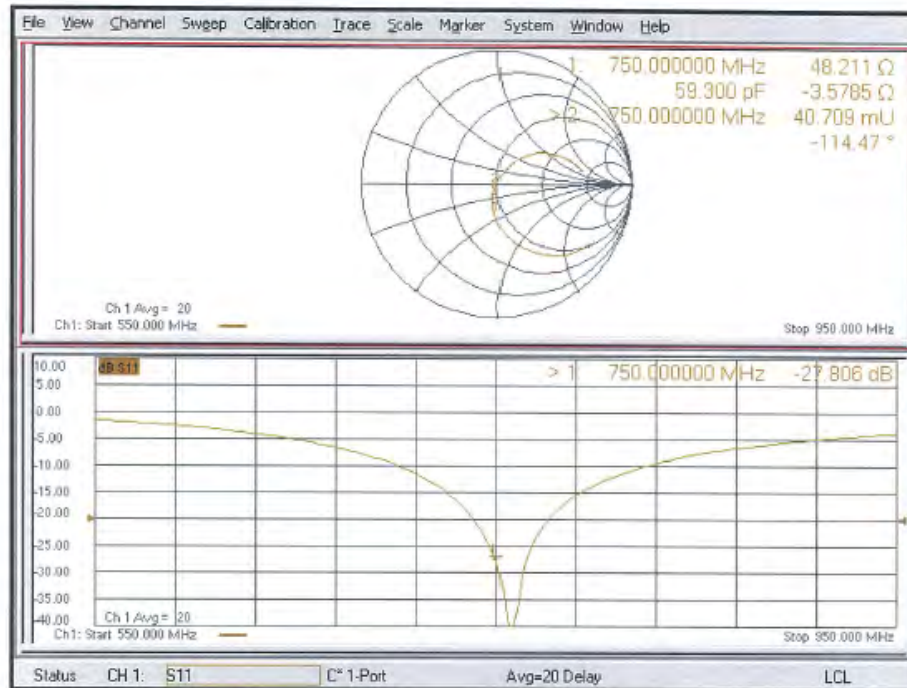 File View Channel Sweep Calibration Trace Scale Marker System Window Help
1: 750.000000 MHz 48.211 Ω
59.300 pF -3.5785 Ω
> 2: 750.000000 MHz 40.709 mU
-114.47 °
Ch 1 Avg = 20
Ch1: Start 550.000 MHz
Stop 950.000 MHz
10.00
dB S11
> 1: 750.000000 MHz -27.806 dB
5.00
0.00
-5.00
-10.00
-15.00
-20.00
-25.00
-30.00
-35.00
-40.00
Ch 1 Avg = 20
Ch1: Start 550.000 MHz
Stop 950.000 MHz
Status CH 1: S11 C* 1-Port Avg=20 Delay LCL